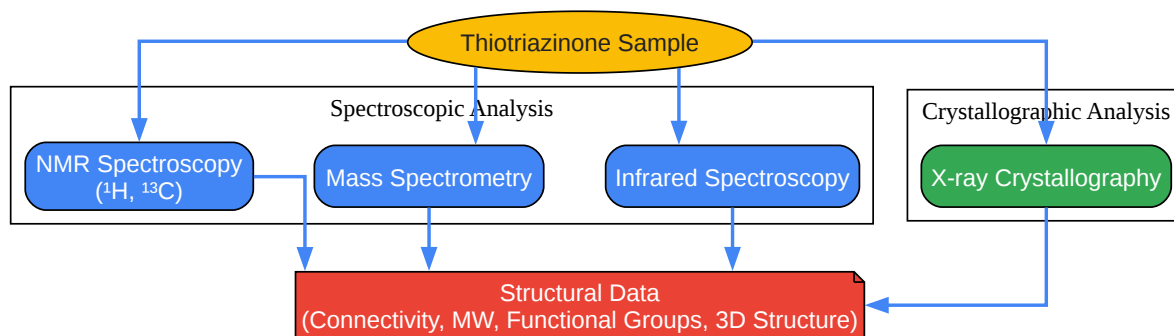 Thiotriazinone Sample
Spectroscopic Analysis
Crystallographic Analysis
NMR Spectroscopy
(¹H, ¹³C)
Mass Spectrometry
Infrared Spectroscopy
X-ray Crystallography
Structural Data
(Connectivity, MW, Functional Groups, 3D Structure)